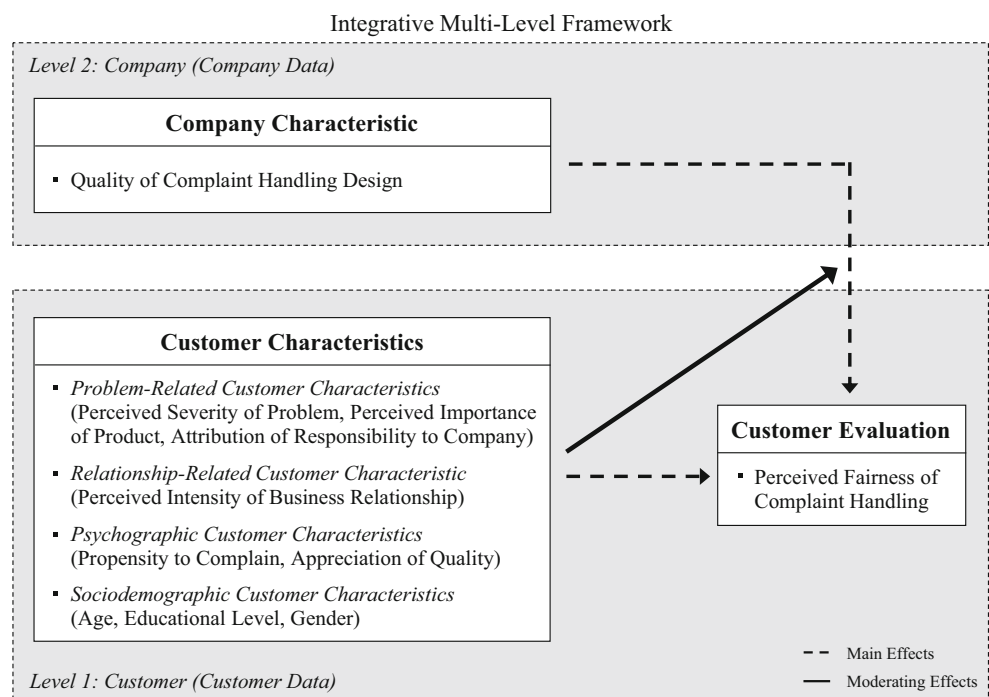 Integrative Multi-Level Framework
Level 2: Company (Company Data)
Company Characteristic
▪ Quality of Complaint Handling Design
Customer Characteristics
▪ Problem-Related Customer Characteristics
(Perceived Severity of Problem, Perceived Importance
of Product, Attribution of Responsibility to Company)
▪ Relationship-Related Customer Characteristic
(Perceived Intensity of Business Relationship)
▪ Psychographic Customer Characteristics
(Propensity to Complain, Appreciation of Quality)
▪ Sociodemographic Customer Characteristics
(Age, Educational Level, Gender)
Customer Evaluation
▪ Perceived Fairness of
Complaint Handling
Level 1: Customer (Customer Data)
Main Effects
Moderating Effects